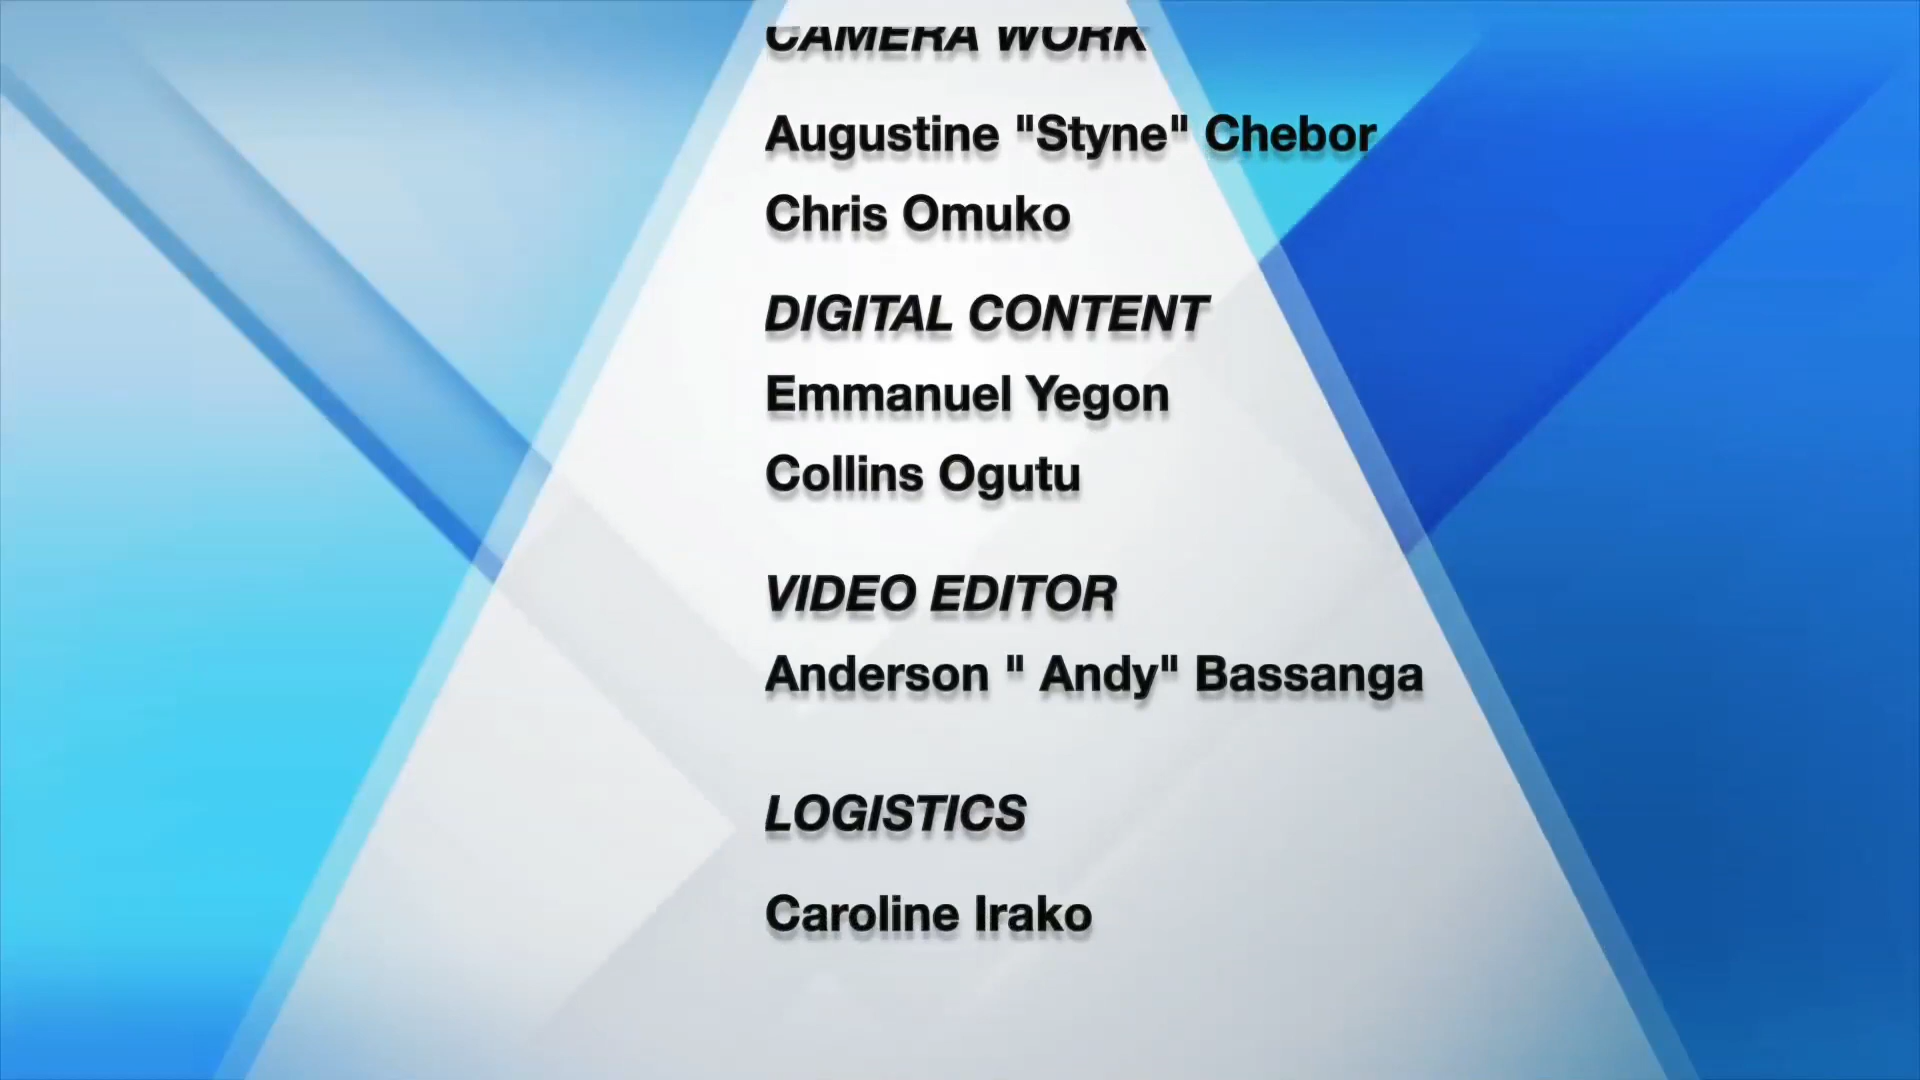 CAMERA WORK
Augustine "Styne" Chebor
Chris Omuko
DIGITAL CONTENT
Emmanuel Yegon
Collins Ogutu
VIDEO EDITOR
Anderson " Andy" Bassanga
LOGISTICS
Caroline Irako